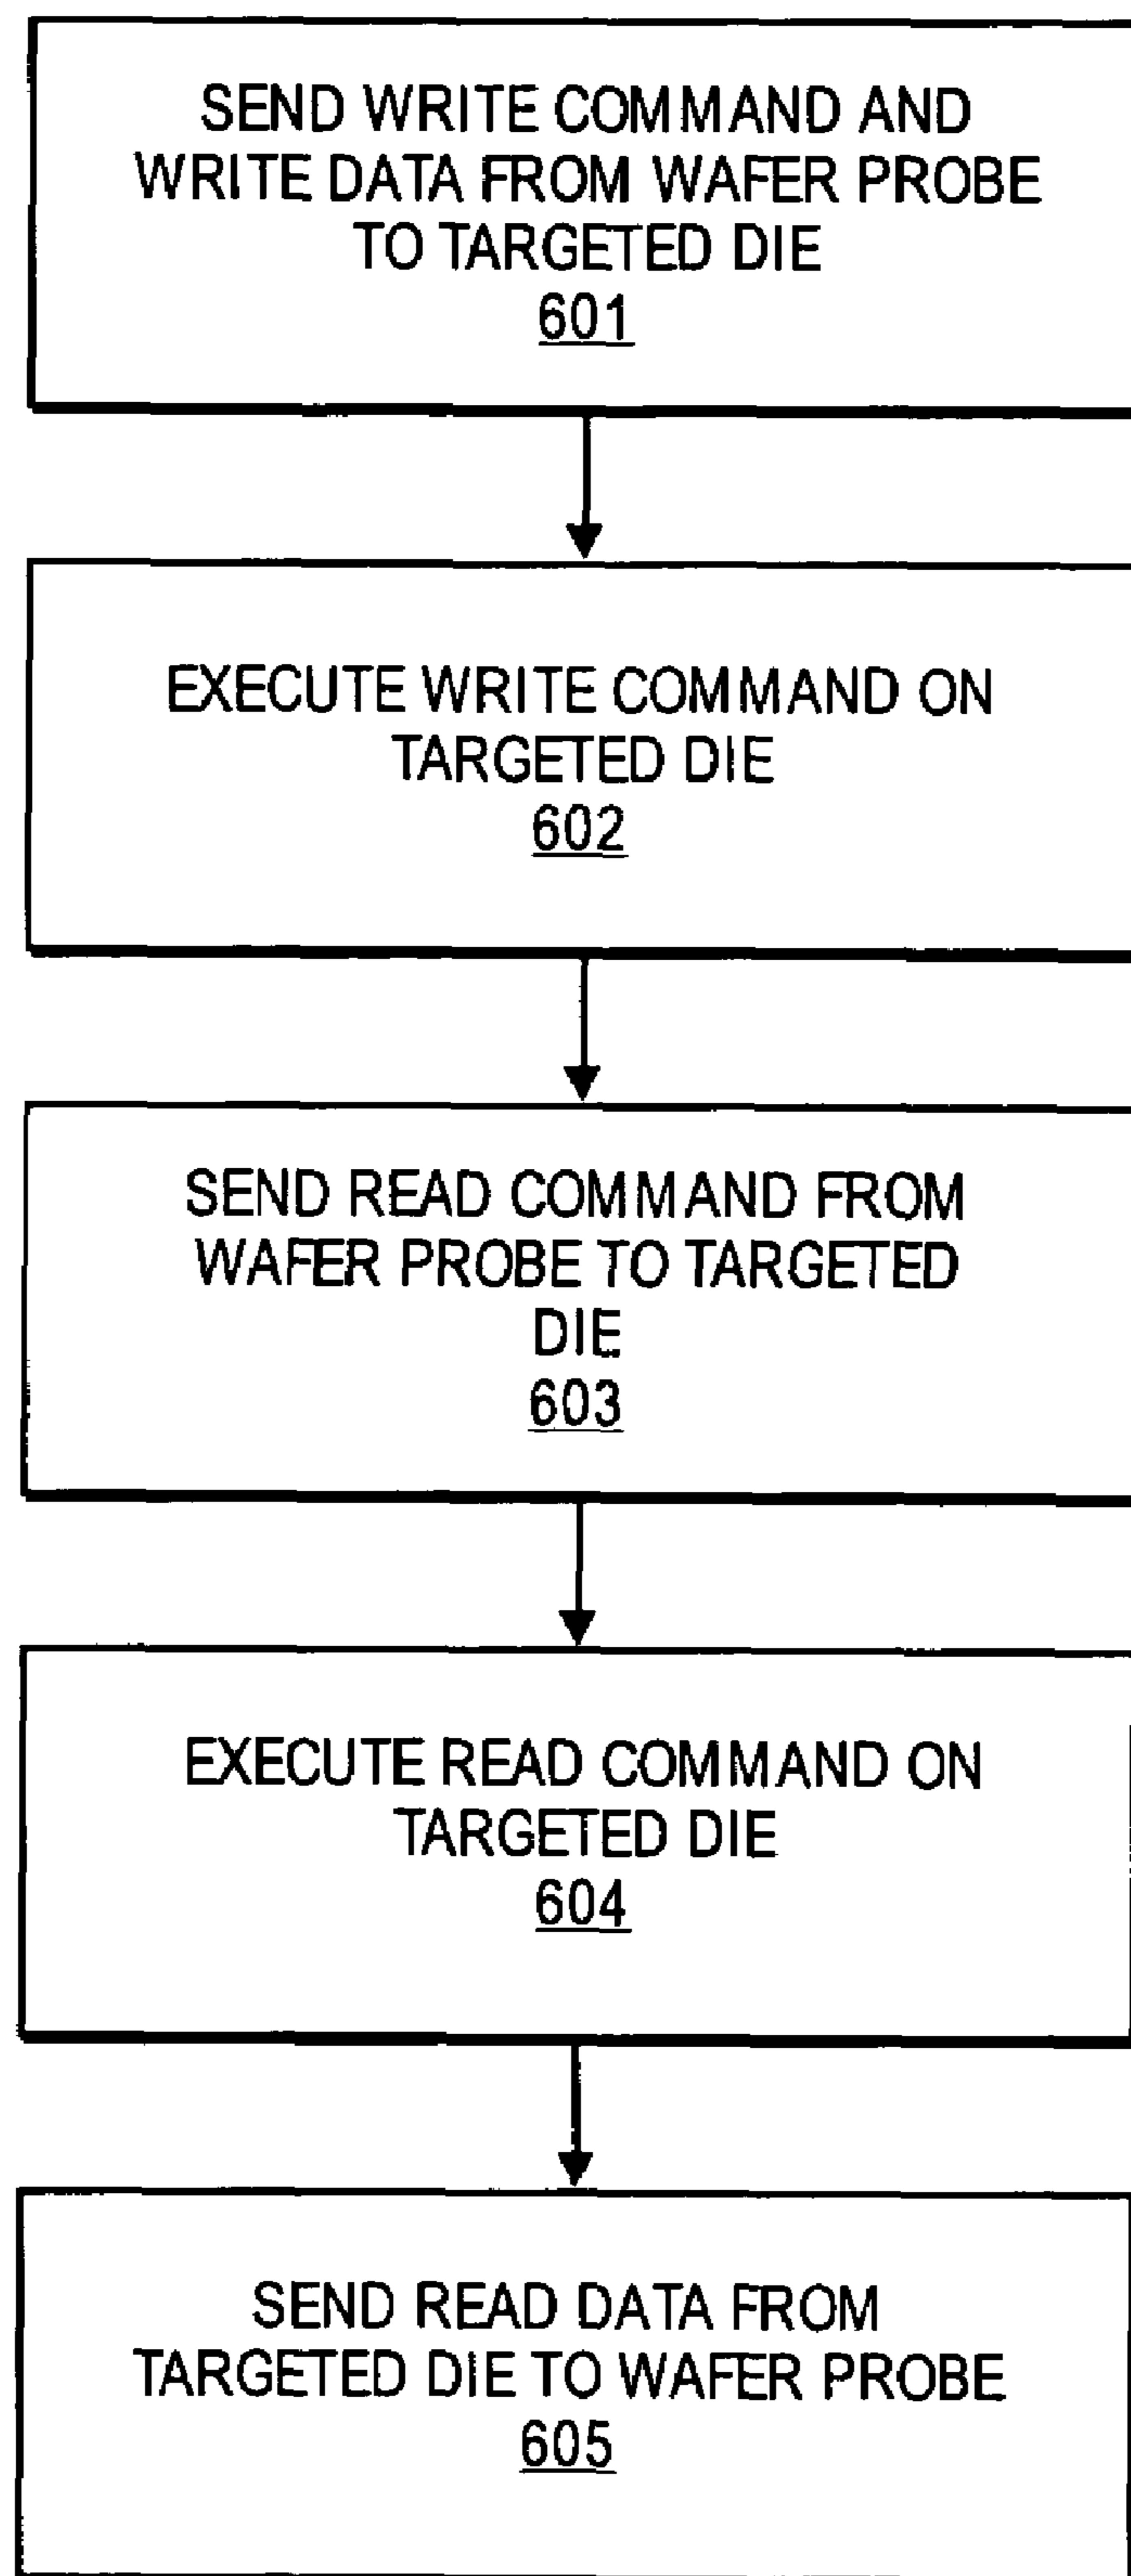 SEND WRITE COMMAND AND
WRITE DATA FROM WAFER PROBE
TO TARGETED DIE
601
EXECUTE WRITE COMMAND ON
TARGETED DIE
602
SEND READ COMMAND FROM
WAFER PROBE TO TARGETED
DIE
603
EXECUTE READ COMMAND ON
TARGETED DIE
604
SEND READ DATA FROM
TARGETED DIE TO WAFER PROBE
605